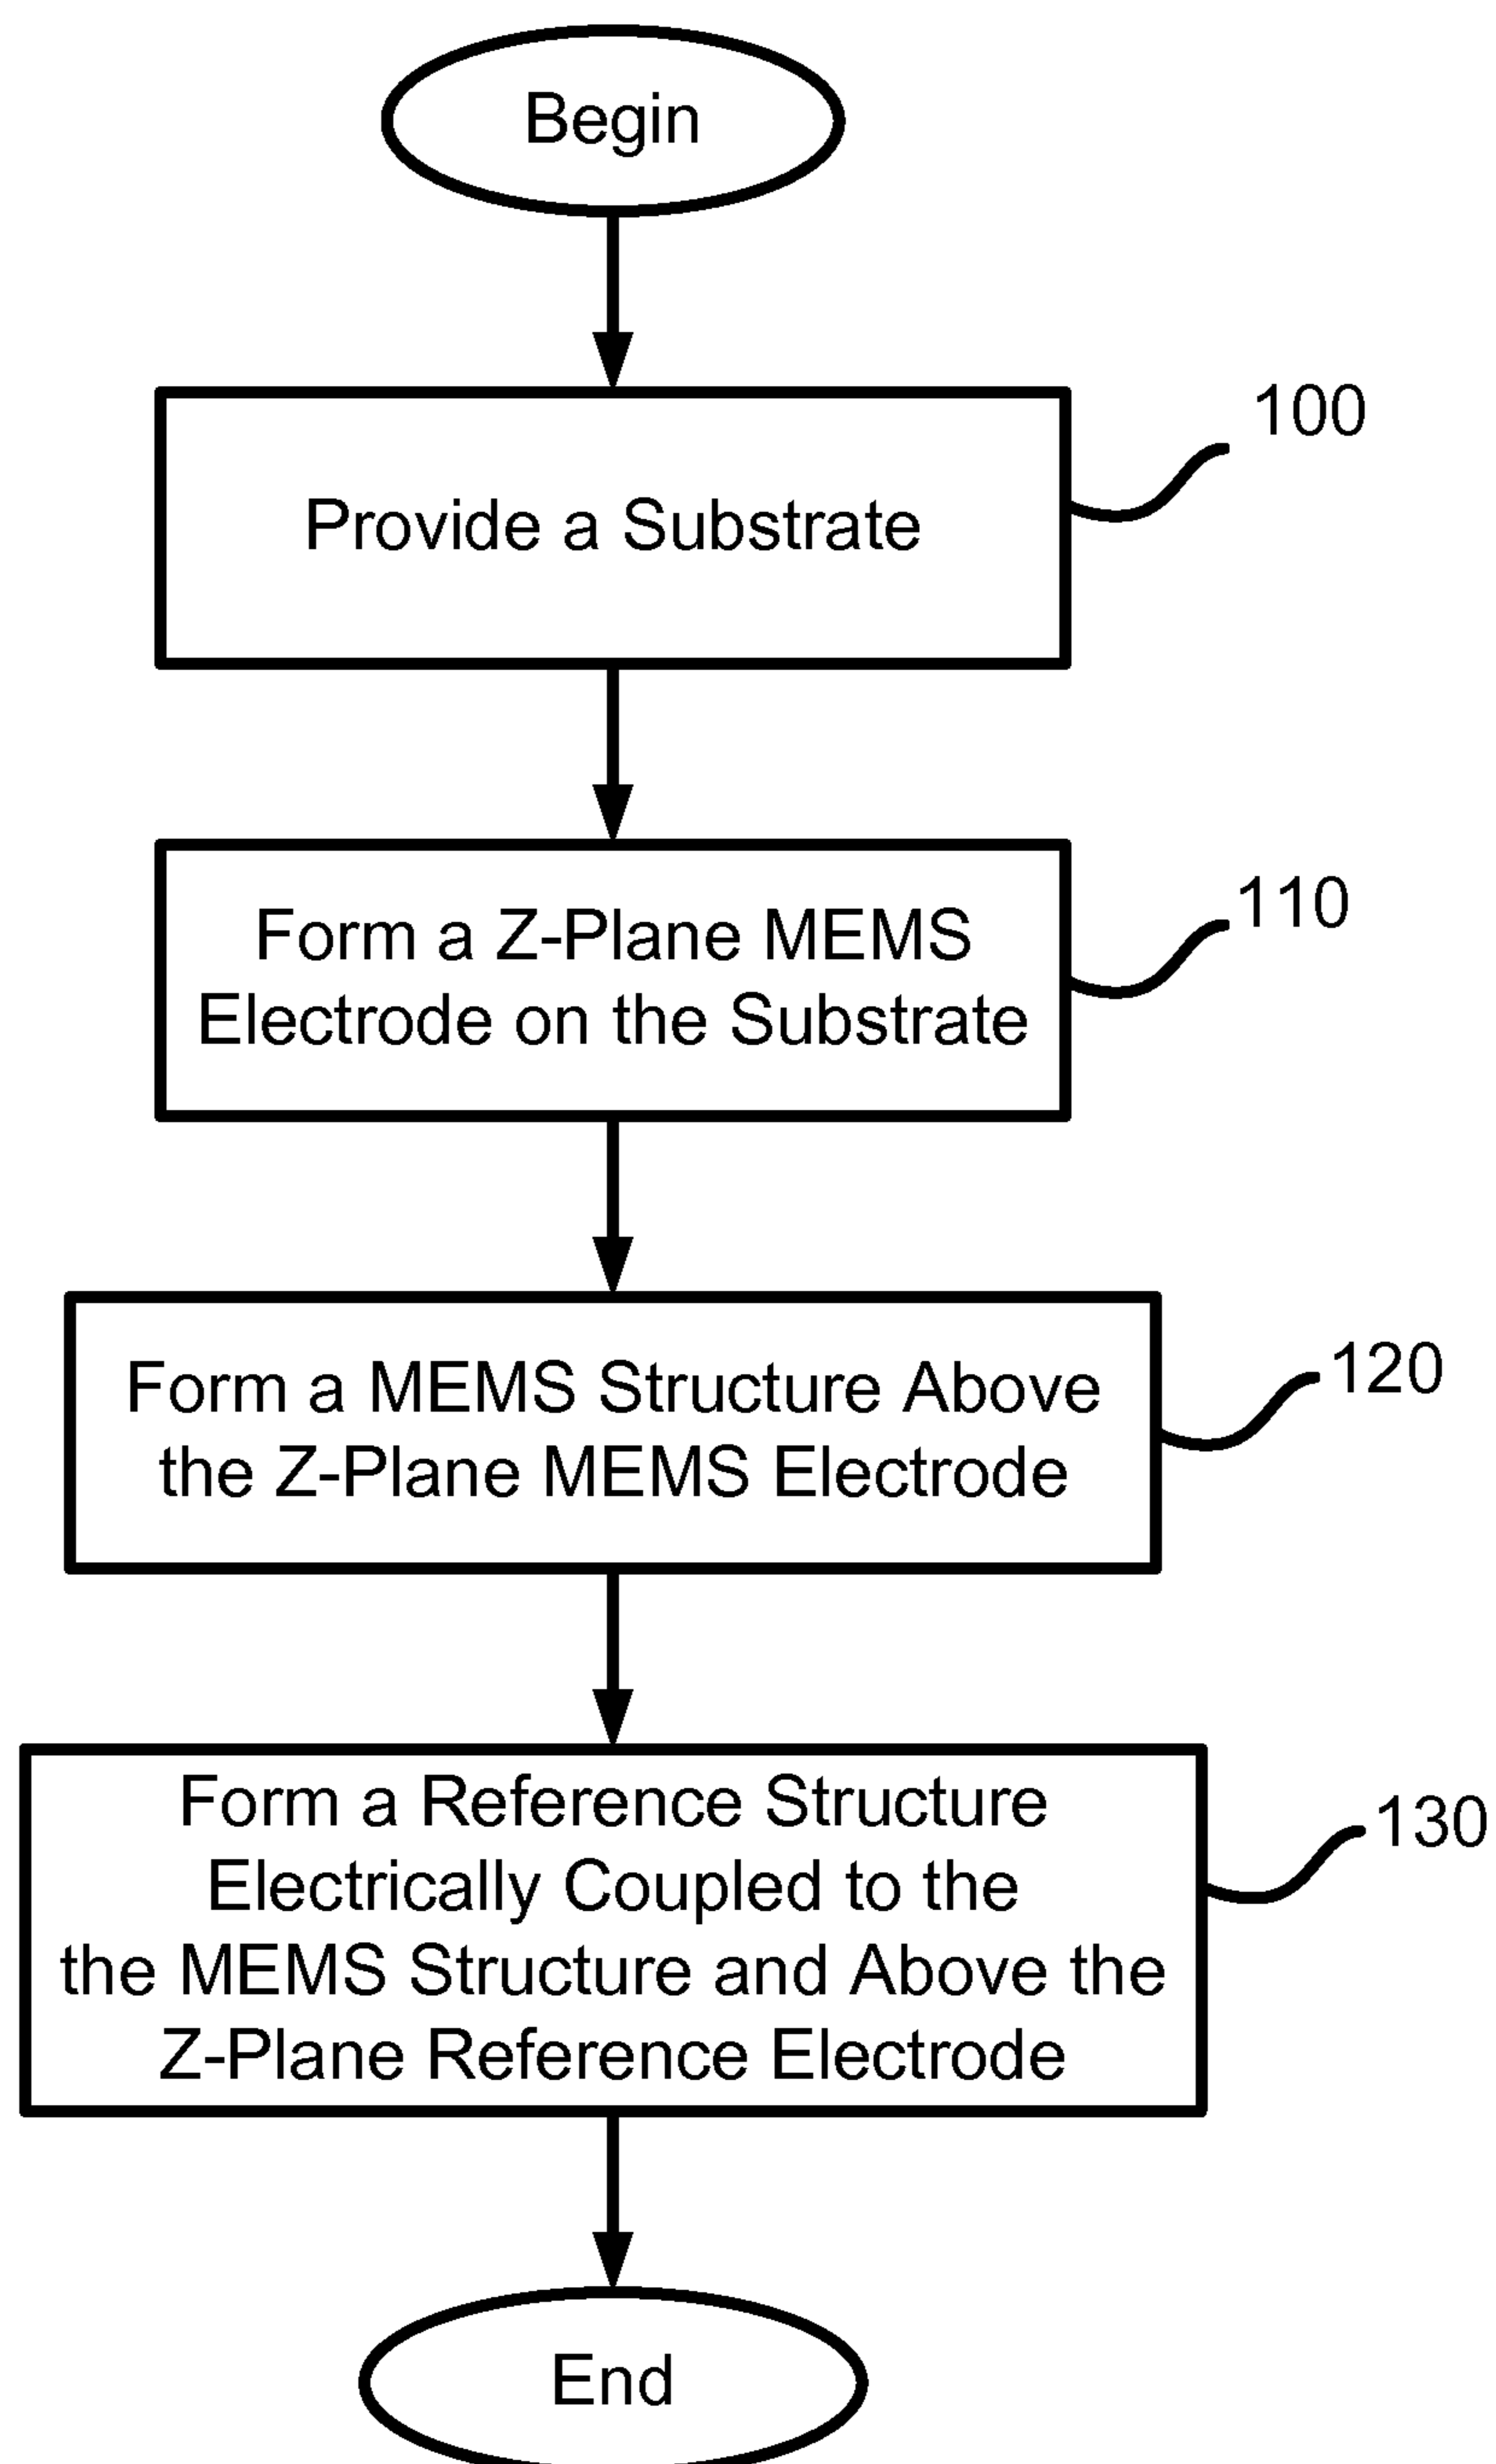 Begin
100
Provide a Substrate
110
Form a Z-Plane MEMS
Electrode on the Substrate
120
Form a MEMS Structure Above
the Z-Plane MEMS Electrode
130
Form a Reference Structure
Electrically Coupled to the
the MEMS Structure and Above the
Z-Plane Reference Electrode
End